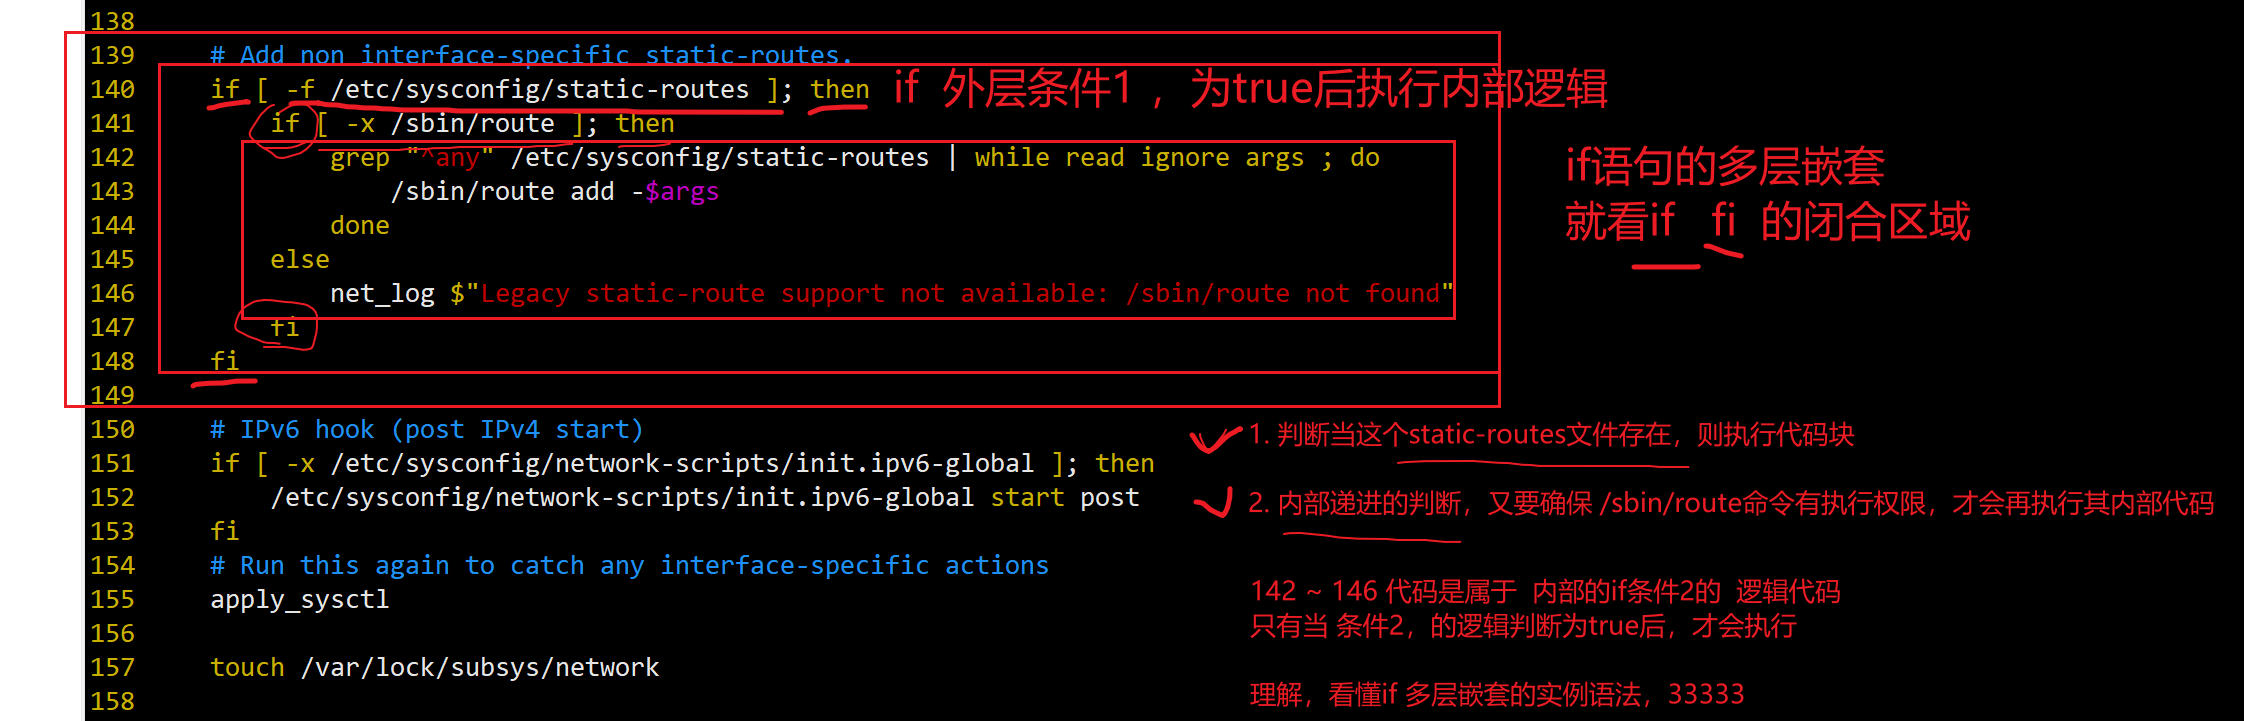 138
139     # Add non interface-specific static-routes.
140     if [ -f /etc/sysconfig/static-routes ]; then
if 外层条件1 ，为true后执行内部逻辑
141         if [ -x /sbin/route ]; then
142             grep "^any" /etc/sysconfig/static-routes | while read ignore args ; do
143                 /sbin/route add -$args
144             done
145         else
146             net_log $"Legacy static-route support not available: /sbin/route not found"
147         fi
148     fi
149
if语句的多层嵌套
就看if fi 的闭合区域
150     # IPv6 hook (post IPv4 start)
151     if [ -x /etc/sysconfig/network-scripts/init.ipv6-global ]; then
152         /etc/sysconfig/network-scripts/init.ipv6-global start post
153     fi
154     # Run this again to catch any interface-specific actions
155     apply_sysctl
156
157     touch /var/lock/subsys/network
158
1. 判断当这个static-routes文件存在，则执行代码块
2. 内部递进的判断，又要确保 /sbin/route命令有执行权限，才会再执行其内部代码
142 ~ 146 代码是属于 内部的if条件2的 逻辑代码
只有当 条件2，的逻辑判断为true后，才会执行
理解，看懂if 多层嵌套的实例语法，33333